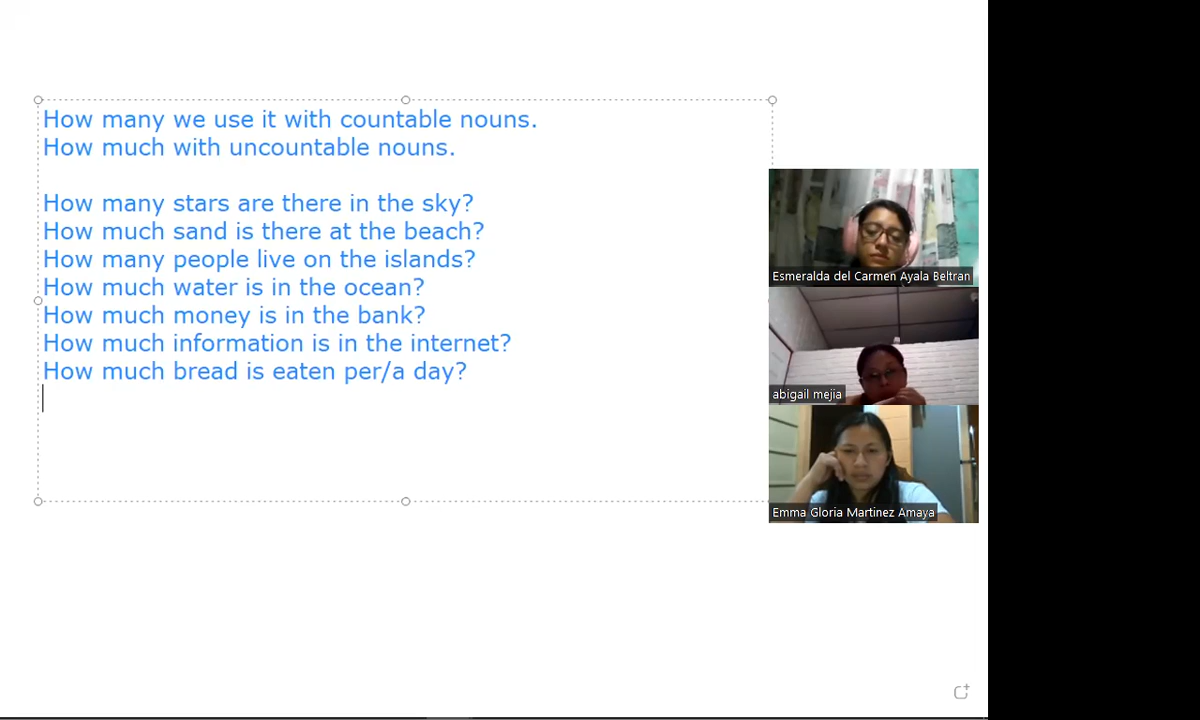 How many we use it with countable nouns.
How much with uncountable nouns.
How many stars are there in the sky?
How much sand is there at the beach?
How many people live on the islands?
How much water is in the ocean?
How much money is in the bank?
How much information is in the internet?
How much bread is eaten per/a day?
Esmeralda del Carmen Ayala Beltran
abigail mejia
Emma Gloria Martinez Amaya